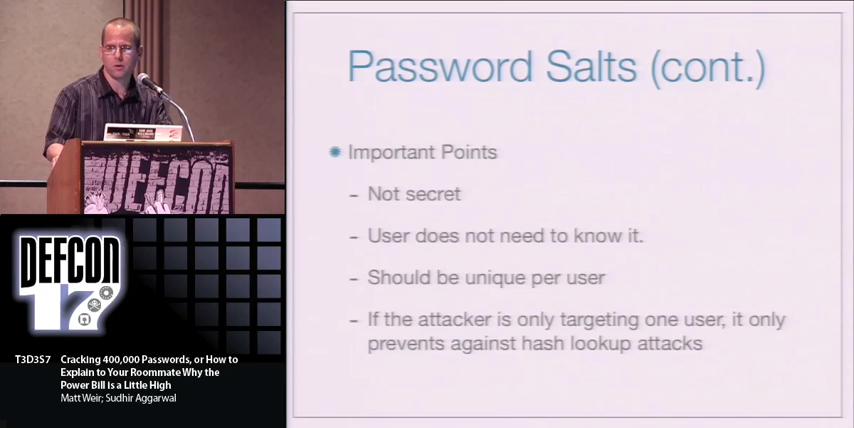 Password Salts (cont.)
Important Points
– Not secret
– User does not need to know it.
– Should be unique per user
– If the attacker is only targeting one user, it only
prevents against hash lookup attacks
DEFCON
DEFCON
17
T3D3S7 Cracking 400,000 Passwords, or How to
Explain to Your Roommate Why the
Power Bill is a Little High
Matt Weir; Sudhir Aggarwal